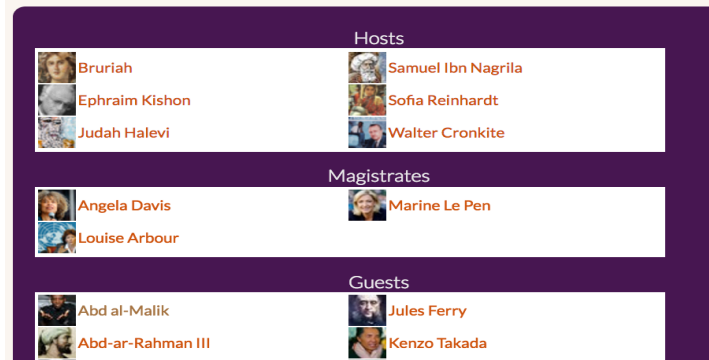 Hosts
Bruriah
Samuel Ibn Nagrila
Ephraim Kishon
Sofia Reinhardt
Judah Halevi
Walter Cronkite
Magistrates
Angela Davis
Marine Le Pen
Louise Arbour
Guests
Abd al-Malik
Jules Ferry
Abd-ar-Rahman III
Kenzo Takada